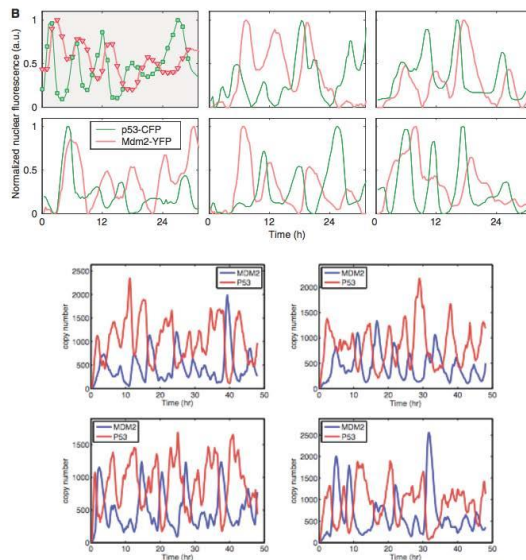 B
Normalized nuclear fluorescence (a.u.)
1
0.5
0
p53-CFP
Mdm2-YFP
1
0.5
0
0 12 24
0 12 24
0 12 24
Time (h)
MDM2
P53
copy number
2500
2000
1500
1000
500
0
0 10 20 30 40 50
Time (hr)
MDM2
P53
copy number
2000
1500
1000
500
0
0 10 20 30 40 50
Time (hr)
MDM2
P53
copy number
1500
1000
500
0
0 10 20 30 40 50
Time (hr)
MDM2
P53
copy number
2500
2000
1500
1000
500
0
0 10 20 30 40 50
Time (hr)